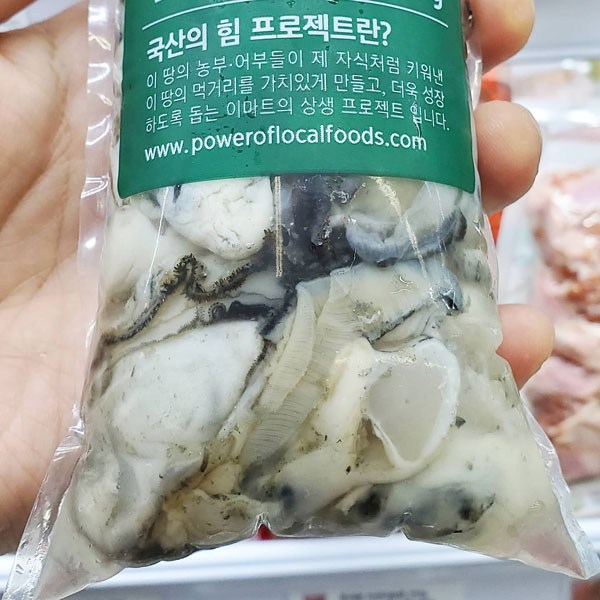 국산의 힘 프로젝트란?
이 땅의 농부·어부들이 제 자식처럼 키워낸
이 땅의 먹거리를 가치있게 만들고, 더욱 성장
하도록 돕는 이마트의 상생 프로젝트 입니다.
www.poweroflocalfoods.com